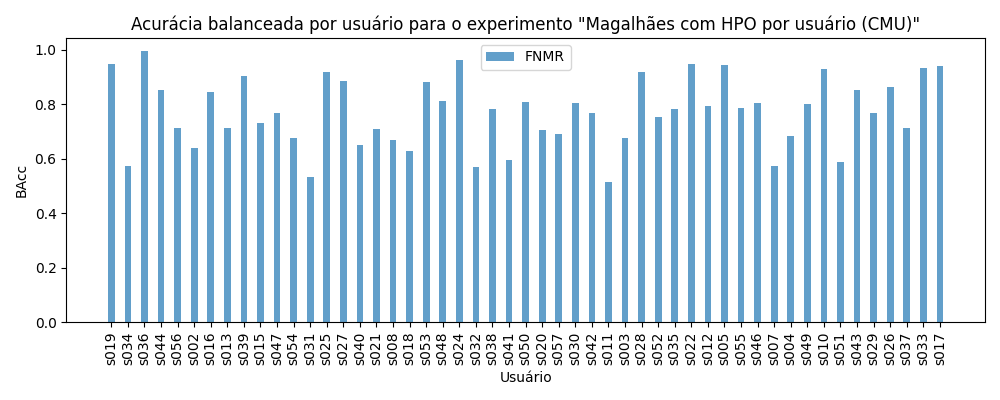 Acurácia balanceada por usuário para o experimento "Magalhães com HPO por usuário (CMU)"
FNMR
1.0
0.8
0.6
0.4
0.2
0.0
BAcc
s019 s034 s036 s044 s056 s002 s016 s013 s039 s015 s047 s054 s031 s025 s027 s040 s021 s008 s018 s053 s048 s024 s032 s038 s041 s050 s020 s057 s030 s042 s011 s003 s028 s052 s035 s022 s012 s005 s055 s046 s007 s004 s049 s010 s051 s043 s029 s026 s037 s033 s017
Usuário